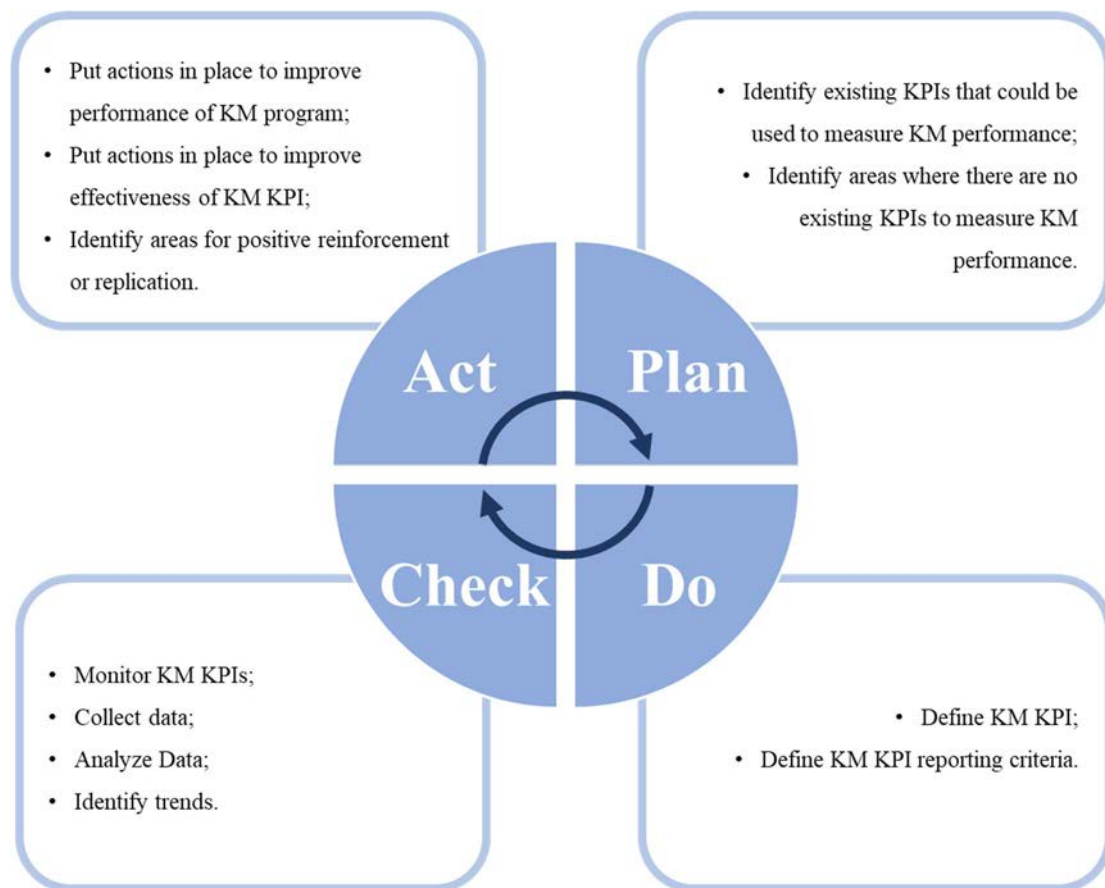 • Put actions in place to improve
performance of KM program;
• Put actions in place to improve
effectiveness of KM KPI;
• Identify areas for positive reinforcement
or replication.
• Identify existing KPIs that could be
used to measure KM performance;
• Identify areas where there are no
existing KPIs to measure KM
performance.
Act
Plan
Check
Do
• Monitor KM KPIs;
• Collect data;
• Analyze Data;
• Identify trends.
• Define KM KPI;
• Define KM KPI reporting criteria.